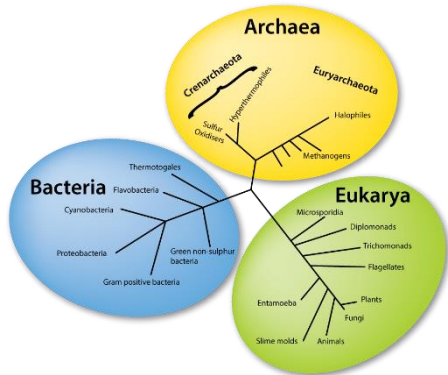 Archaea
Crenarchaeota
Euryarchaeota
Hyperthermophiles
Sulfur
Oxidisers
Halophiles
Methanogens
Bacteria
Thermotogales
Flavobacteria
Cyanobacteria
Proteobacteria
Green non-sulphur
bacteria
Gram positive bacteria
Eukarya
Microsporidia
Diplomonads
Trichomonads
Flagellates
Entamoeba
Plants
Fungi
Slime molds
Animals